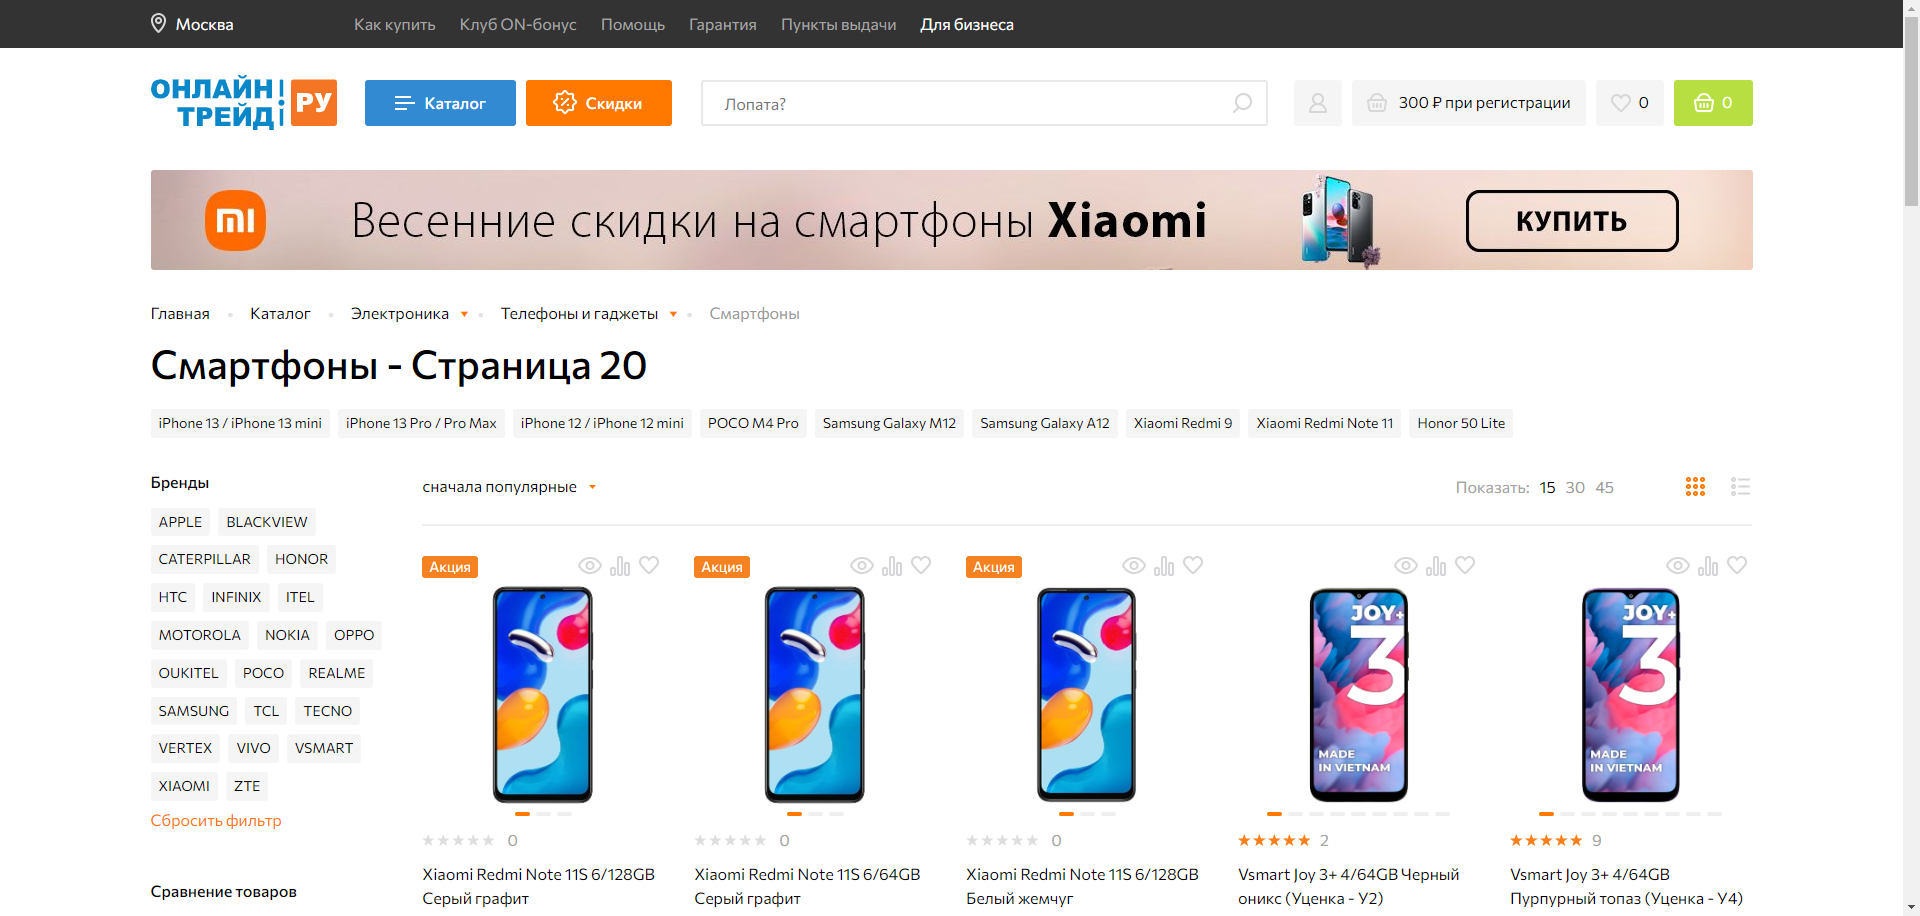 Москва Как купить Клуб ON-бонус Помощь Гарантия Пункты выдачи Для бизнеса
ОНЛАЙН ТРЕЙД РУ Каталог Скидки Лопата? 300 ₽ при регистрации 0 0
mi Весенние скидки на смартфоны Xiaomi КУПИТЬ
Главная Каталог Электроника Телефоны и гаджеты Смартфоны
Смартфоны - Страница 20
iPhone 13 / iPhone 13 mini iPhone 13 Pro / Pro Max iPhone 12 / iPhone 12 mini POCO M4 Pro Samsung Galaxy M12 Samsung Galaxy A12 Xiaomi Redmi 9 Xiaomi Redmi Note 11 Honor 50 Lite
Бренды
APPLE BLACKVIEW
CATERPILLAR HONOR
HTC INFINIX ITEL
MOTOROLA NOKIA OPPO
OUKITEL POCO REALME
SAMSUNG TCL TECNO
VERTEX VIVO VSMART
XIAOMI ZTE
Сбросить фильтр
Сравнение товаров
сначала популярные Показать: 15 30 45
Акция Акция Акция
JOY+ JOY+
3 3
MADE MADE
IN VIETNAM IN VIETNAM
0 0 0 2 9
Xiaomi Redmi Note 11S 6/128GB
Серый графит
Xiaomi Redmi Note 11S 6/64GB
Серый графит
Xiaomi Redmi Note 11S 6/128GB
Белый жемчуг
Vsmart Joy 3+ 4/64GB Черный
оникс (Уценка - У2)
Vsmart Joy 3+ 4/64GB
Пурпурный топаз (Уценка - У4)